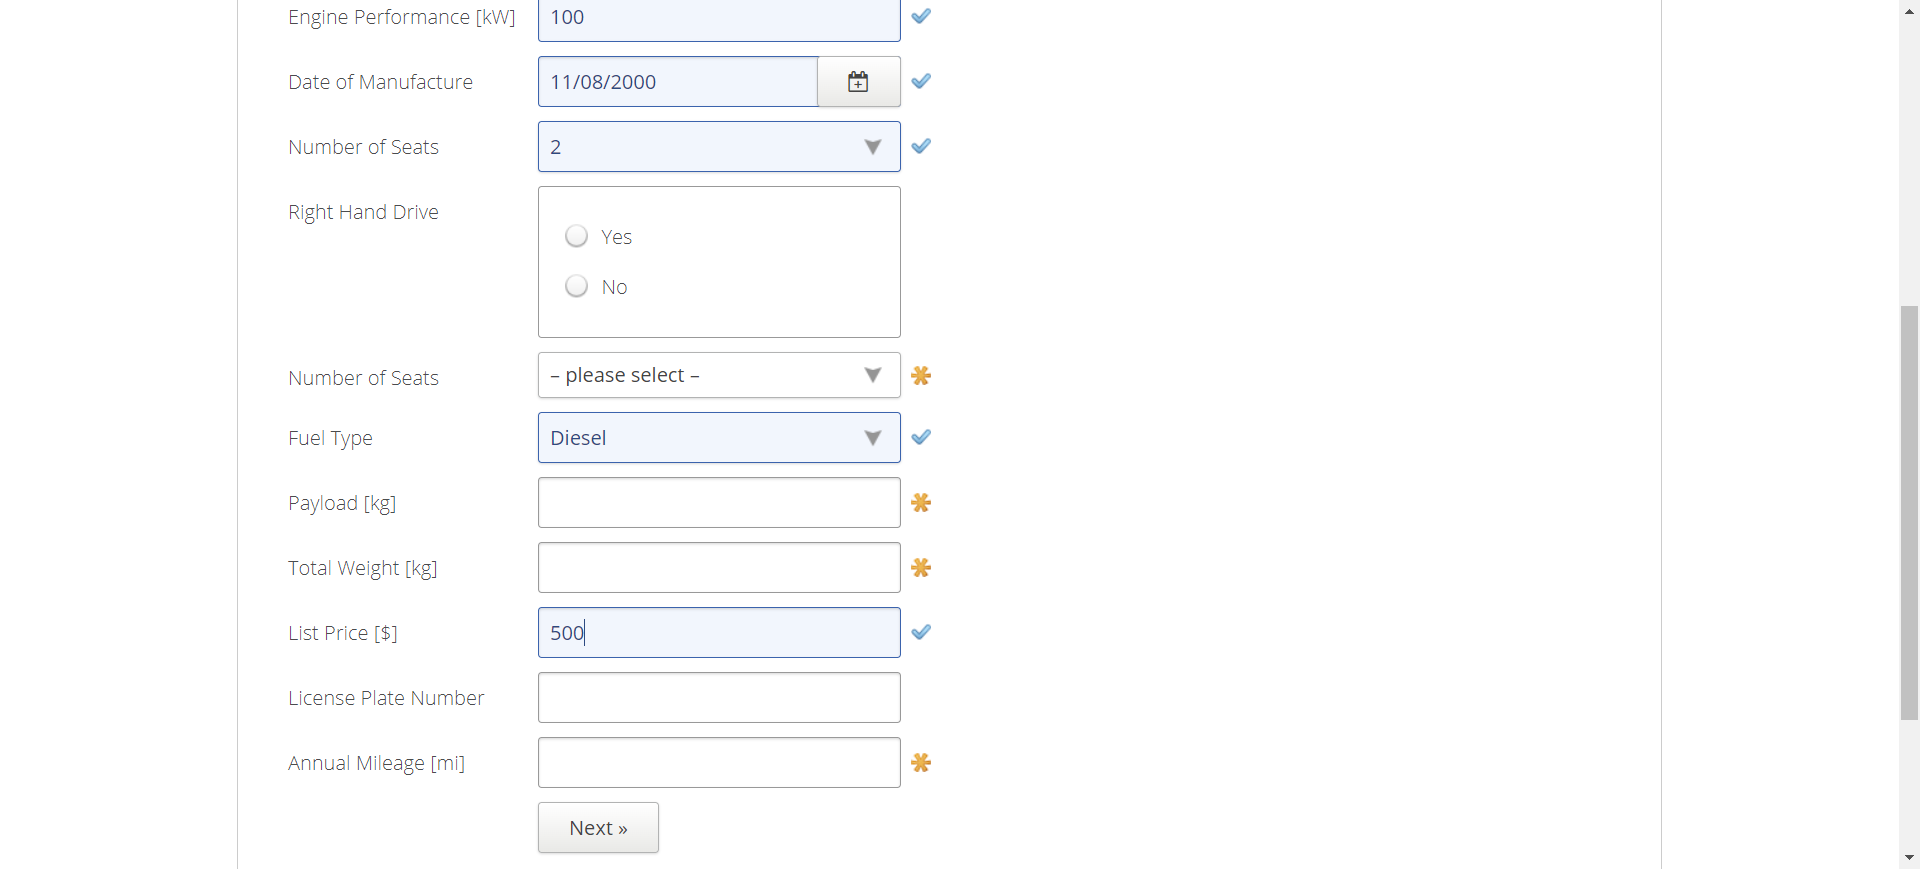 Engine Performance [kW] 100
Date of Manufacture 11/08/2000
Number of Seats 2
Right Hand Drive
Yes
No
Number of Seats – please select –
Fuel Type Diesel
Payload [kg]
Total Weight [kg]
List Price [$] 500
License Plate Number
Annual Mileage [mi]
Next »